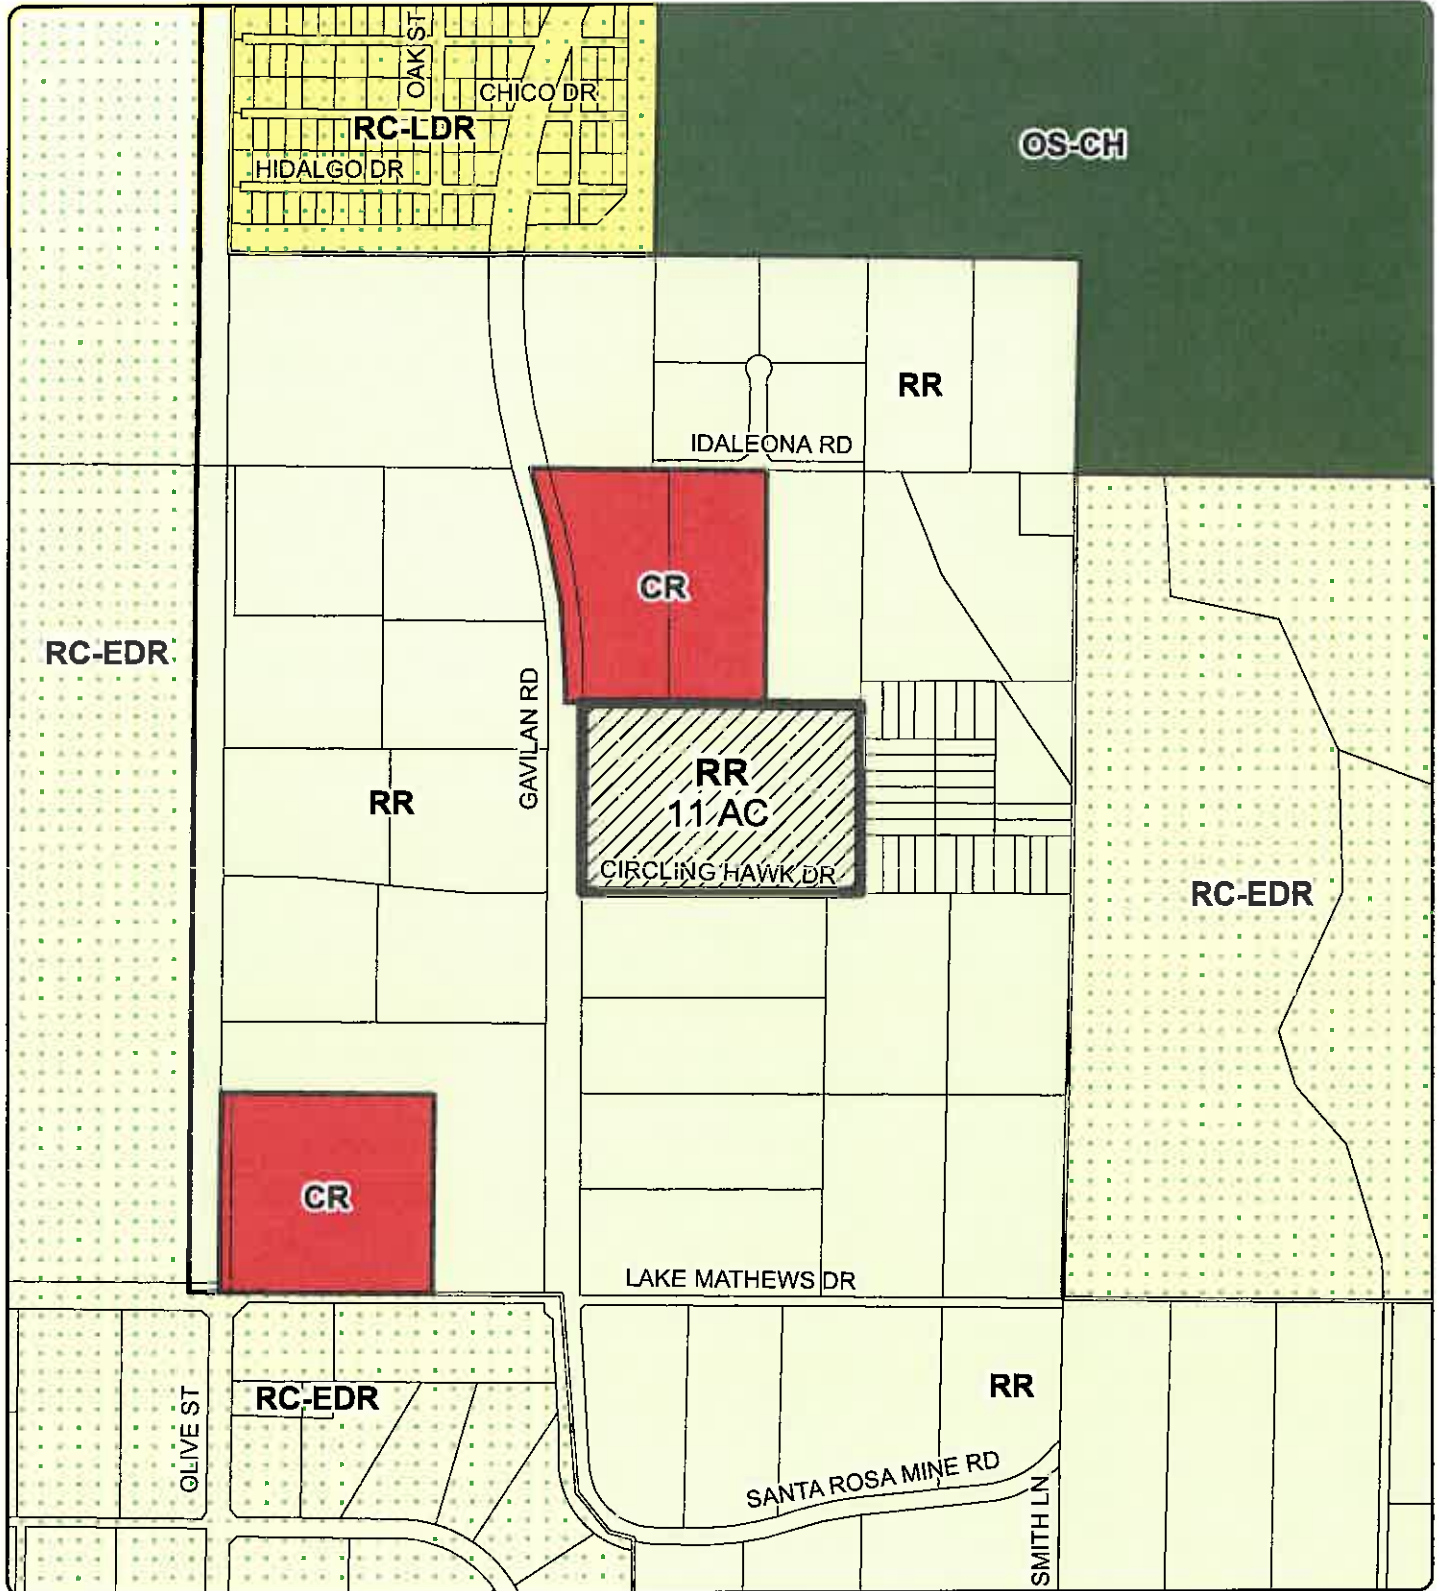 OAK ST
CHICO DR
RC-LDR
OS-CH
HIDALGO DR
RR
IDALEONA RD
CR
RC-EDR
GAVILAN RD
RR
11 AC
RR
CIRCLING HAWK DR
RC-EDR
CR
LAKE MATHEWS DR
RC-EDR
RR
OLIVE ST
SANTA ROSA MINE RD
SMITH LN